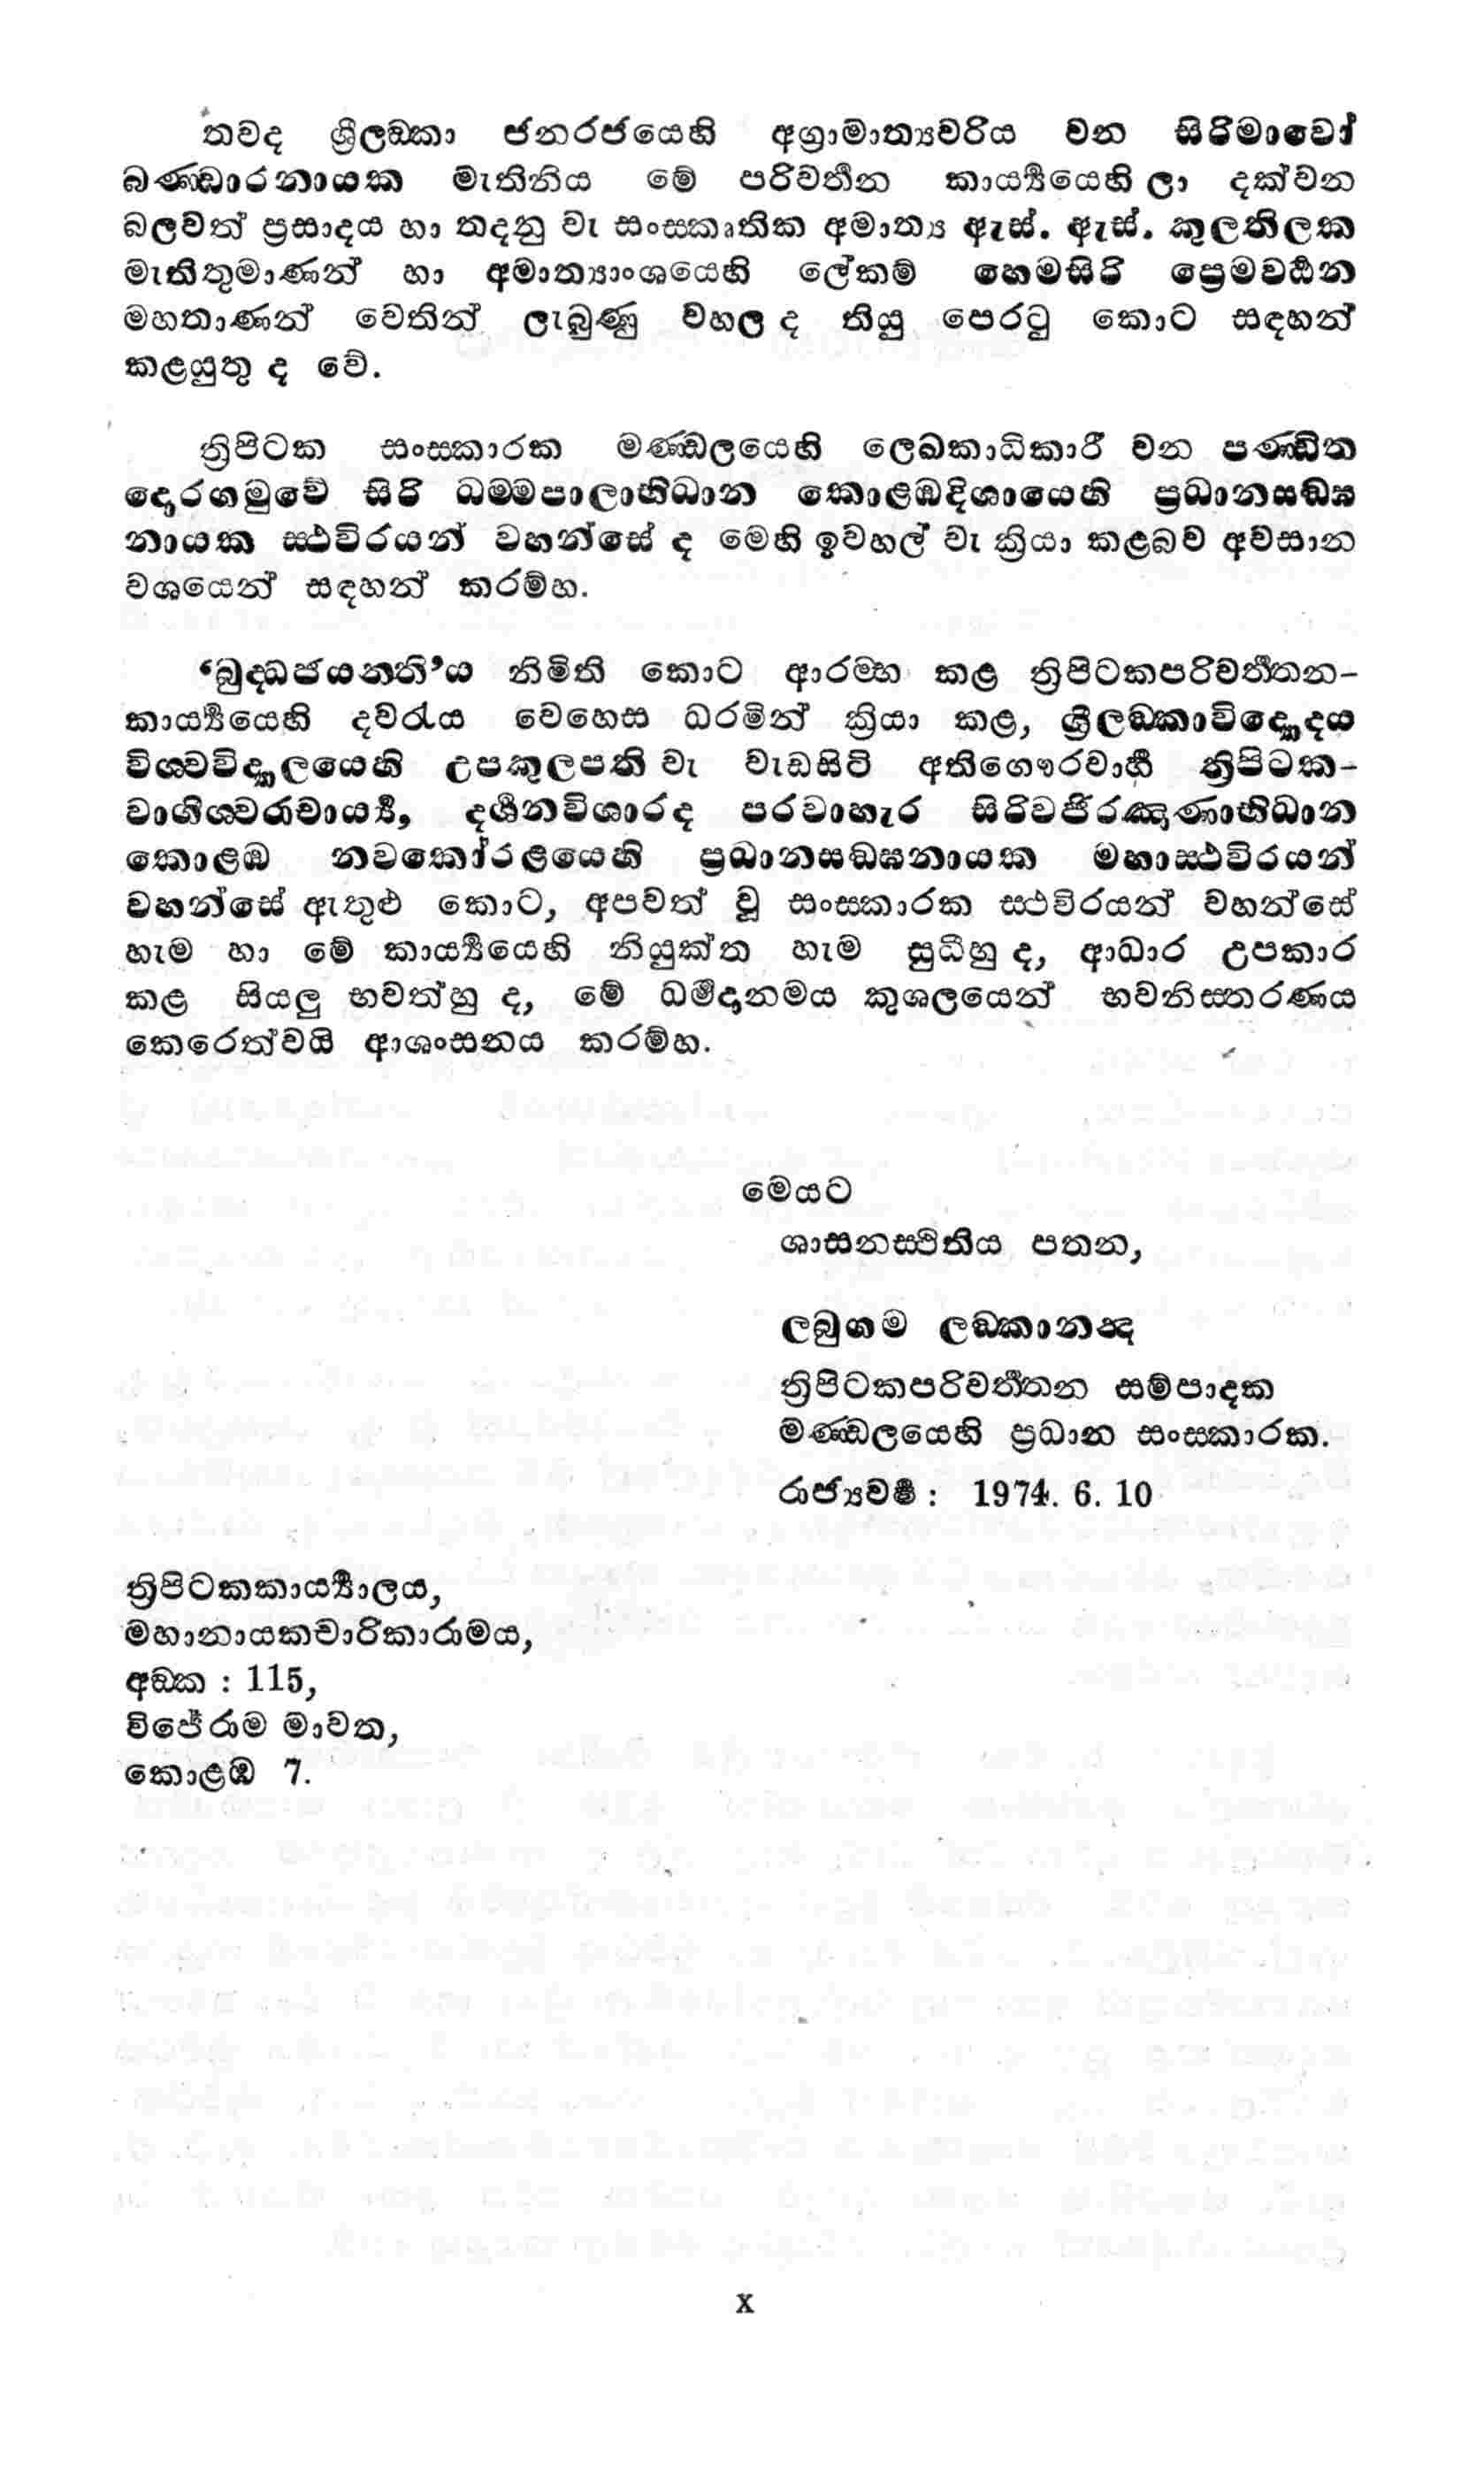 තවද ශ්‍රීලඞ්කා ජනරජයෙහි අග්‍රාමාත්‍යවරිය වන සිරිමාවෝ
බණ්ඩාරනායක මැතිනිය මේ පරිවර්තන කාර්‍ය්‍යයෙහි ලා දක්වන
බලවත් ප්‍රසාදය හා තදනු වැ සංස්කෘතික අමාත්‍ය ඇස්. ඇස්. කුලතිලක
මැතිතුමාණන් හා අමාත්‍යාංශයෙහි ලේකම් හෙමසිරි ප්‍රෙමවර්ධන
මහතාණන් වෙතින් ලැබුණු වහල ද තියු පෙරටු කොට සඳහන්
කළයුතු ද වේ.
ත්‍රිපිටක සංස්කාරක මණ්ඩලයෙහි ලෙඛකාධිකාරී වන පණ්ඩිත
දොරගමුවේ සිරි ධම්මපාලාභිධාන කොළඹදිශායෙහි ප්‍රධානසඞ්ඝ
නායක ස්ථවිරයන් වහන්සේ ද මෙහි ඉවහල් වැ ක්‍රියා කළබව අවසාන
වශයෙන් සඳහන් කරම්හ.
‘බුද්ධජයන්ති’ය නිමිති කොට ආරම්භ කළ ත්‍රිපිටකපරිවර්ත්තන-
කාර්‍ය්‍යයෙහි දවරැය වෙහෙස ධරමින් ක්‍රියා කළ, ශ්‍රීලඞ්කාවිද්‍යොදය
විශ්වවිද්‍යාලයෙහි උපකුලපති වැ වැඩසිටි අතිගෞරවාර්හ ත්‍රිපිටක-
වාගීශ්වරාචාර්‍ය්‍ය, දර්ශනවිශාරද පරවාහැර සිරිවජිරඤාණාභිධාන
කොළඹ නවකෝරළයෙහි ප්‍රධානසඞ්ඝනායක මහාස්ථවිරයන්
වහන්සේ ඇතුළු කොට, අපවත් වූ සංස්කාරක ස්ථවිරයන් වහන්සේ
හැම හා මේ කාර්‍ය්‍යයෙහි නියුක්ත හැම සුධීහු ද, ආධාර උපකාර
කළ සියලු භවත්හු ද, මේ ධර්මදානමය කුශලයෙන් භවනිස්තරණය
කෙරෙත්වයි ආශංසනය කරම්හ.
මෙයට
ශාසනස්ථිතිය පතන,
ලබුගම ලඞ්කානන්ද
ත්‍රිපිටකපරිවර්ත්තන සම්පාදක
මණ්ඩලයෙහි ප්‍රධාන සංස්කාරක.
රාජ්‍යවර්ෂ : 1974. 6. 10
ත්‍රිපිටකකාර්‍ය්‍යාලය,
මහානායකචාරිකාරාමය,
අඞ්ක : 115,
විජේරාම මාවත,
කොළඹ 7.
x